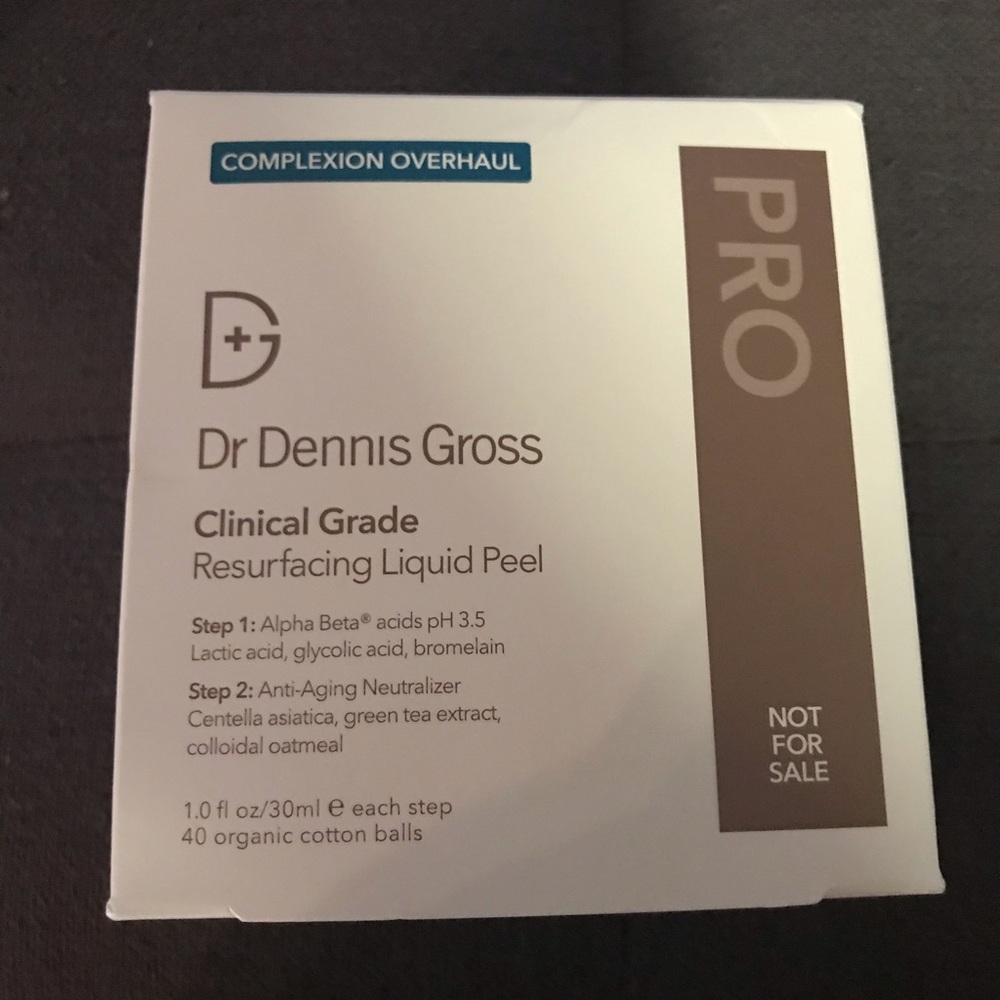 COMPLEXION OVERHAUL
PRO
DG
Dr Dennis Gross
Clinical Grade
Resurfacing Liquid Peel
Step 1: Alpha Beta® acids pH 3.5
Lactic acid, glycolic acid, bromelain
Step 2: Anti-Aging Neutralizer
Centella asiatica, green tea extract,
colloidal oatmeal
1.0 fl oz/30ml ℮ each step
40 organic cotton balls
NOT
FOR
SALE